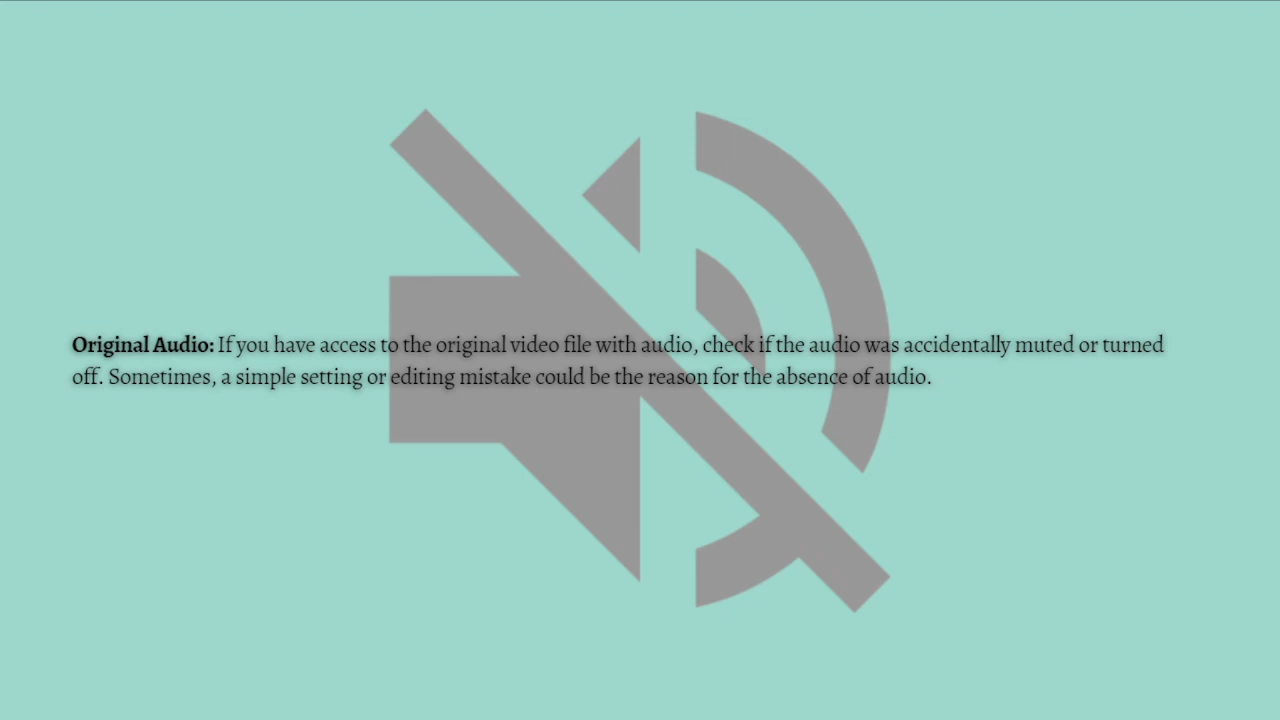 Original Audio: If you have access to the original video file with audio, check if the audio was accidentally muted or turned
off. Sometimes, a simple setting or editing mistake could be the reason for the absence of audio.